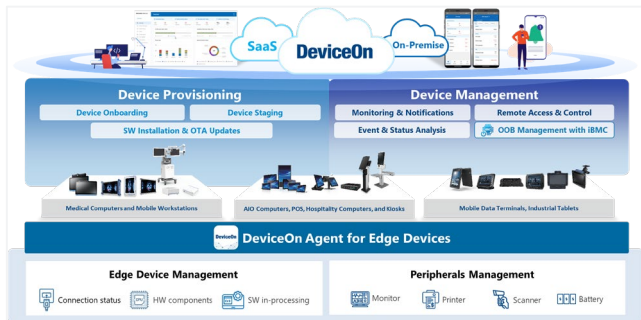 SaaS
DeviceOn
On-Premise
Device Provisioning
Device Onboarding
Device Staging
SW Installation & OTA Updates
Device Management
Monitoring & Notifications
Remote Access & Control
Event & Status Analysis
OOB Management with iBMC
Medical Computers and Mobile Workstations
AIO Computers, POS, Hospitality Computers, and Kiosks
Mobile Data Terminals, Industrial Tablets
DeviceOn
DeviceOn Agent for Edge Devices
Edge Device Management
Connection status
HW components
SW in-processing
Peripherals Management
Monitor
Printer
Scanner
Battery